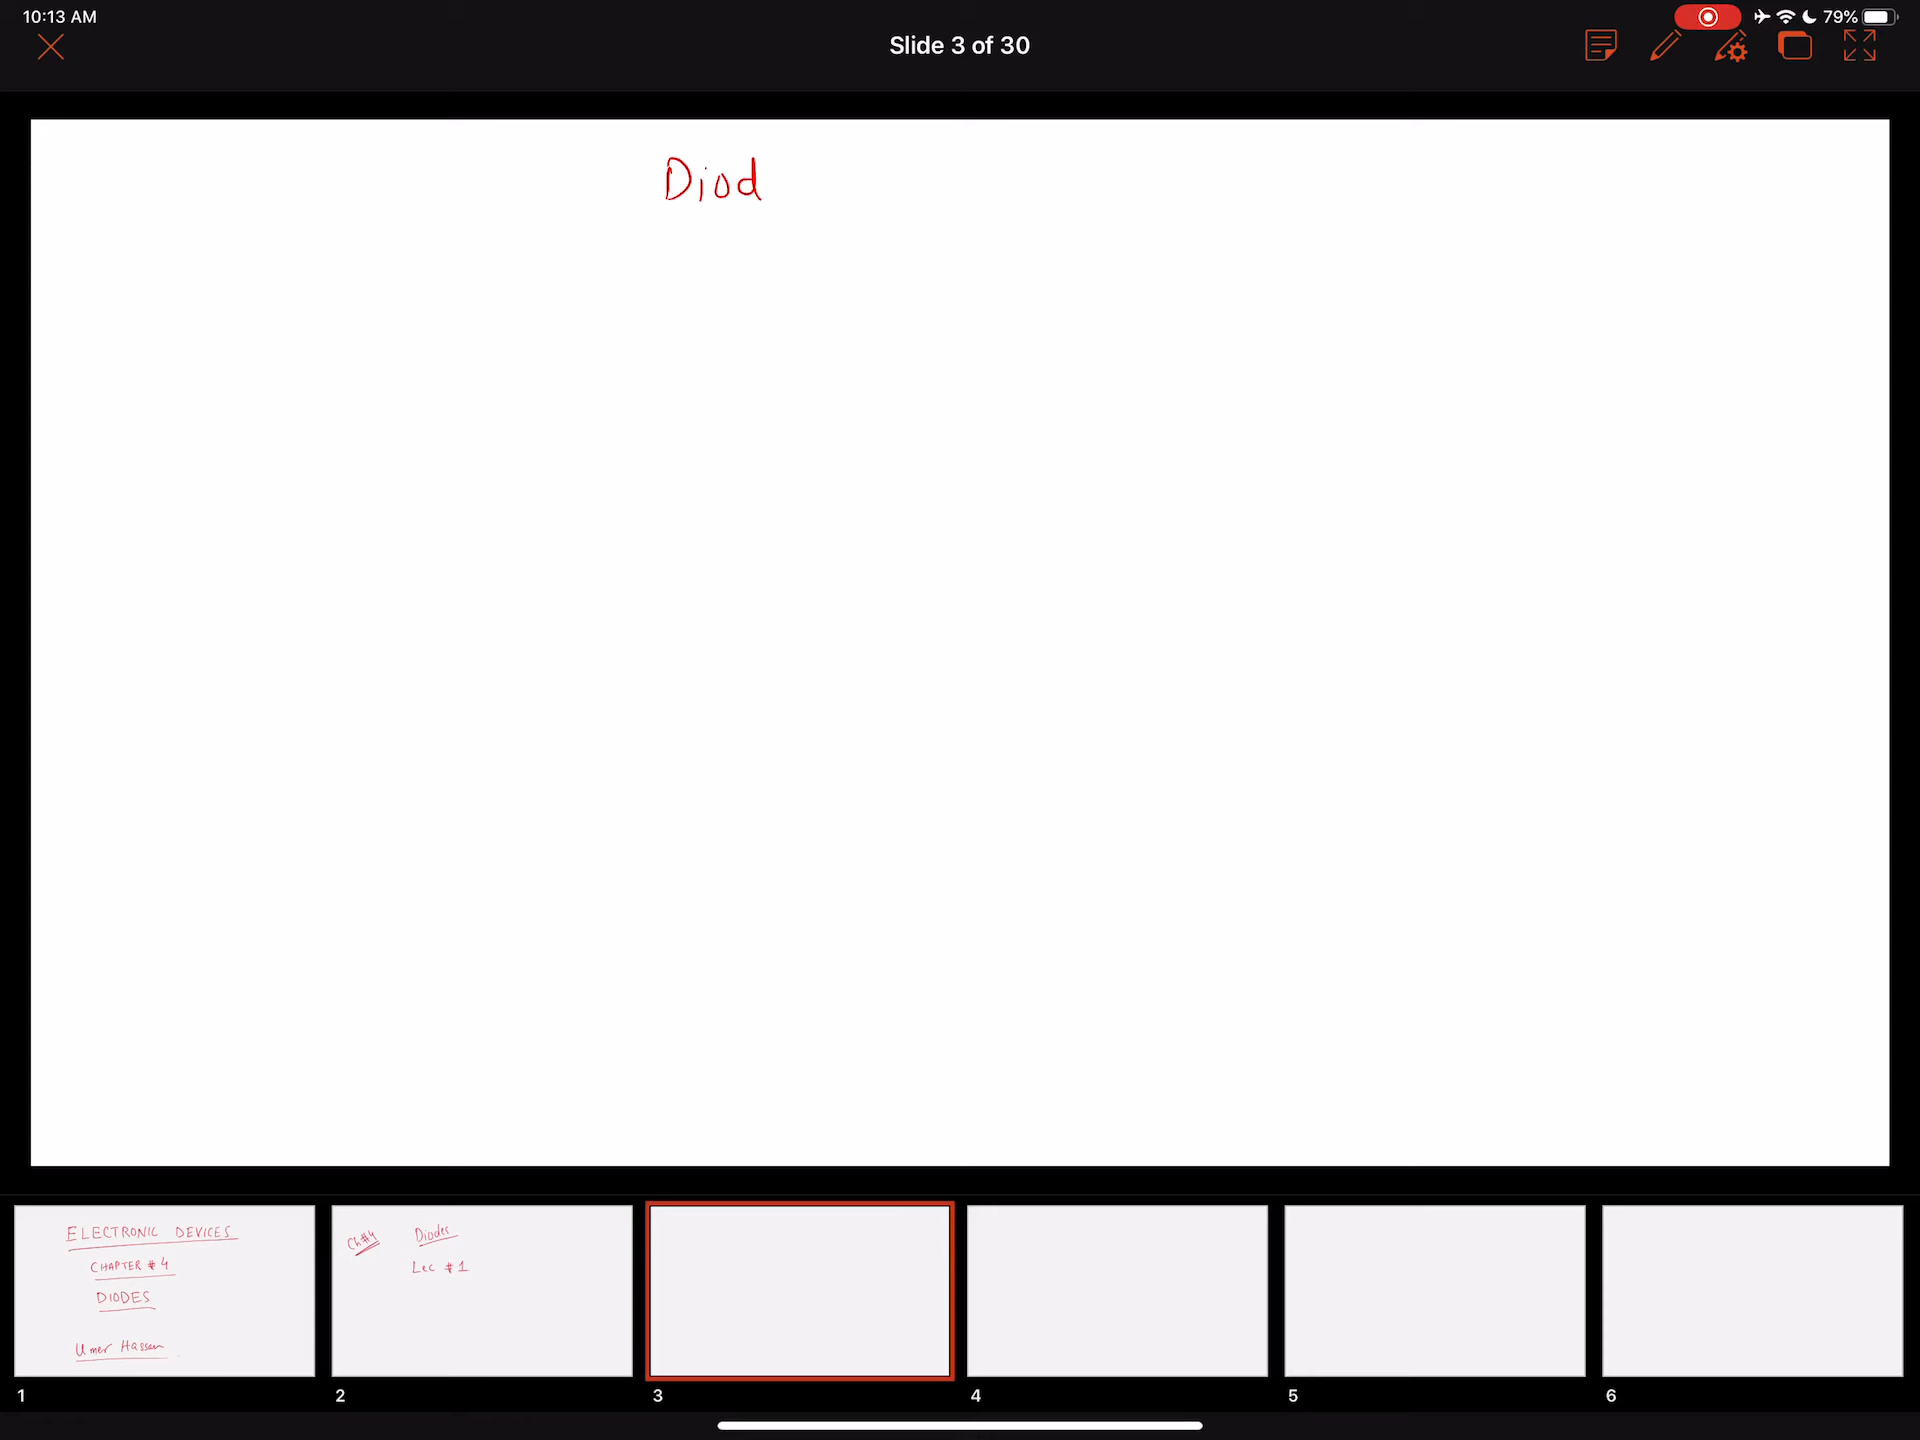 10:13 AM
79%
Slide 3 of 30
Diod
ELECTRONIC DEVICES
CHAPTER # 4
DIODES
Umer Hassan
Ch#4
Diodes
Lec # 1
1
2
3
4
5
6